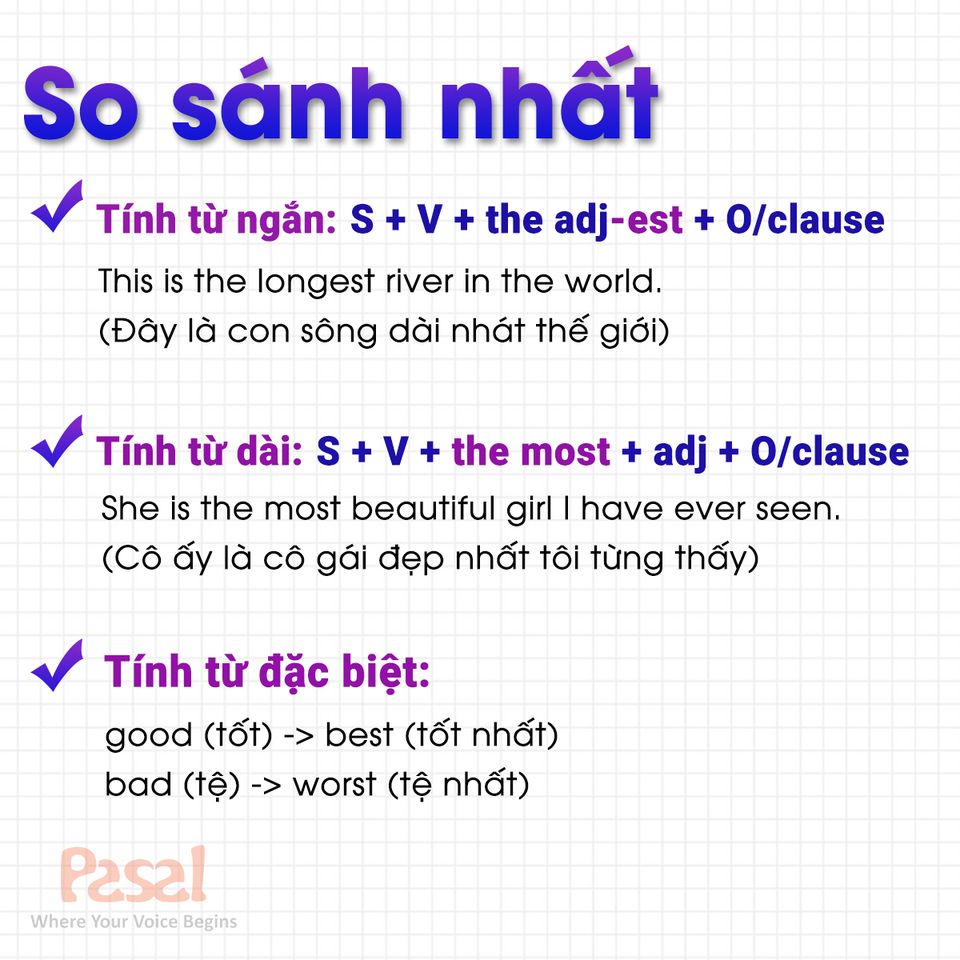 So sánh nhất
Tính từ ngắn: S + V + the adj-est + O/clause
This is the longest river in the world.
(Đây là con sông dài nhát thế giới)
Tính từ dài: S + V + the most + adj + O/clause
She is the most beautiful girl I have ever seen.
(Cô ấy là cô gái đẹp nhất tôi từng thấy)
Tính từ đặc biệt:
good (tốt) -> best (tốt nhất)
bad (tệ) -> worst (tệ nhất)
Pasal
Where Your Voice Begins